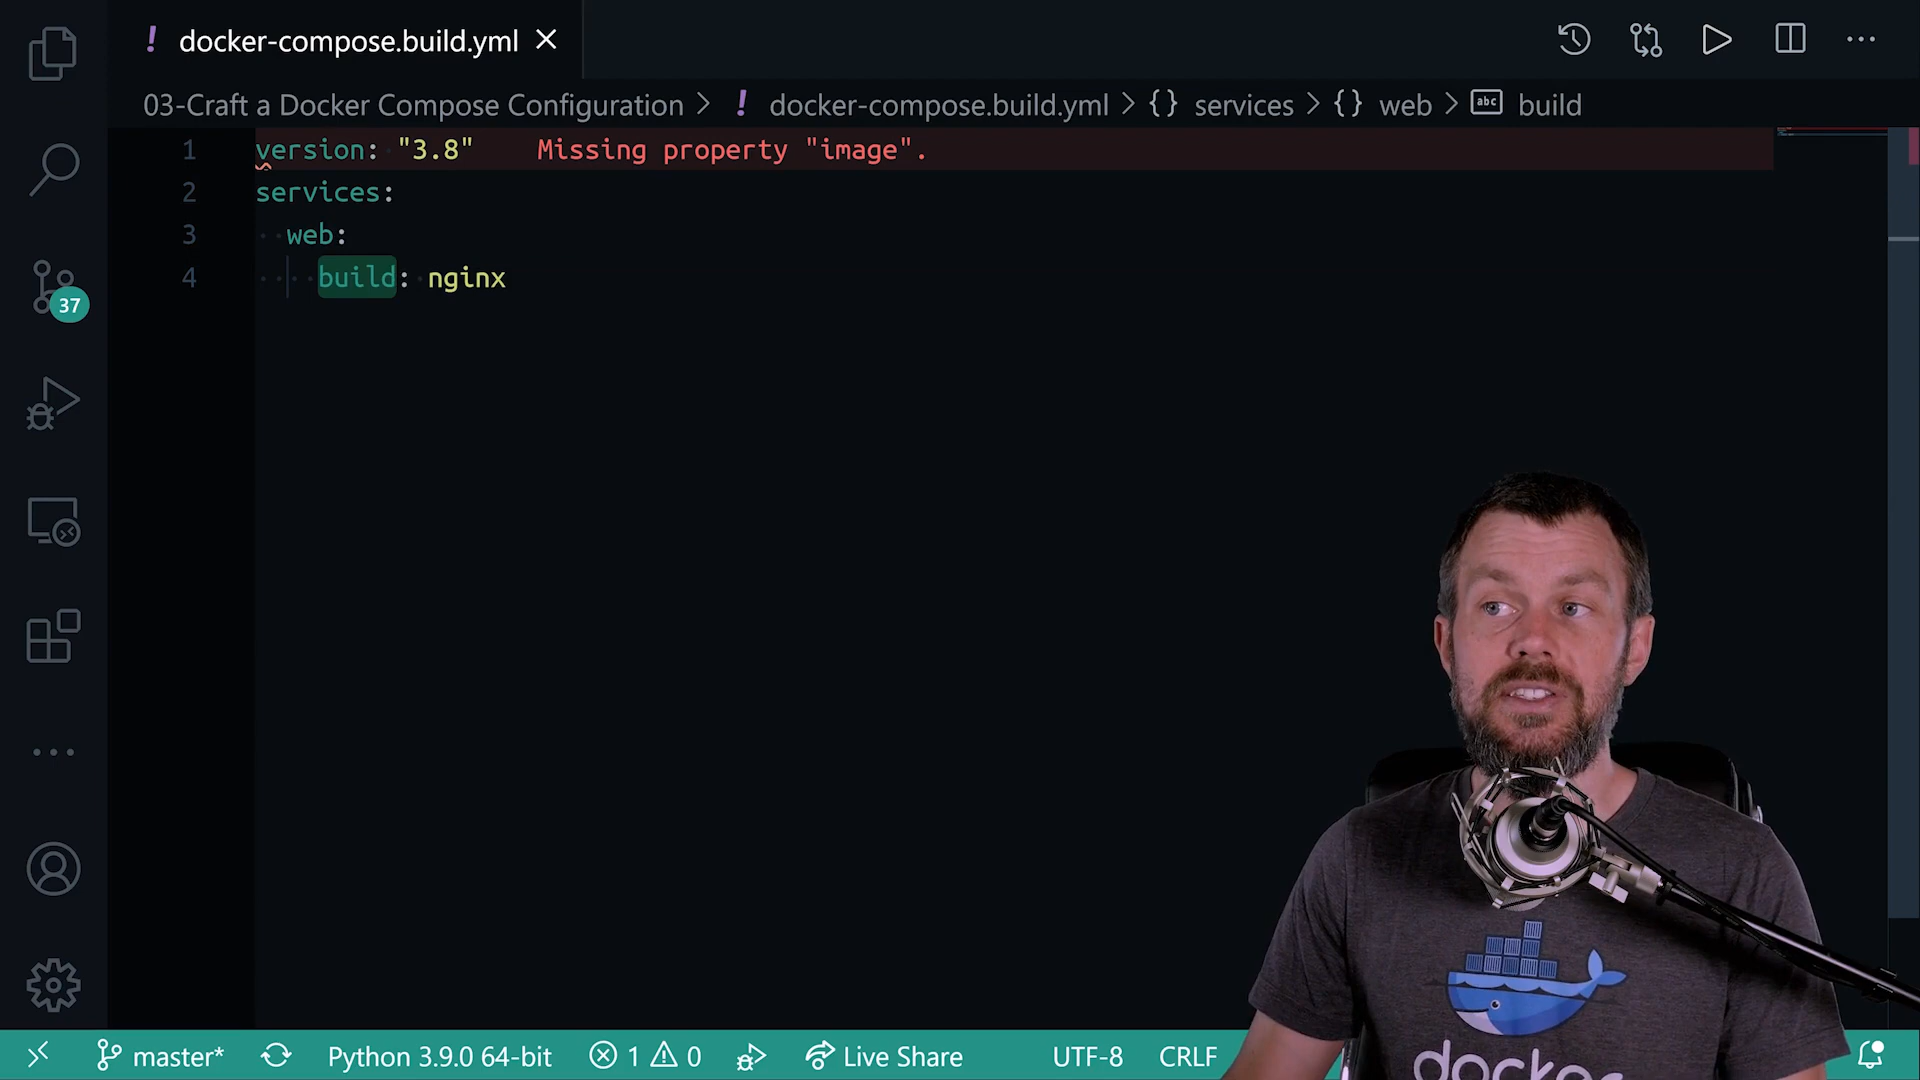 docker-compose.build.yml
03-Craft a Docker Compose Configuration > docker-compose.build.yml > {} services > {} web > abc build
1 version: "3.8" Missing property "image".
2 services:
3 web:
4 build: nginx
37
master* Python 3.9.0 64-bit 1 0 Live Share UTF-8 CRLF
docker